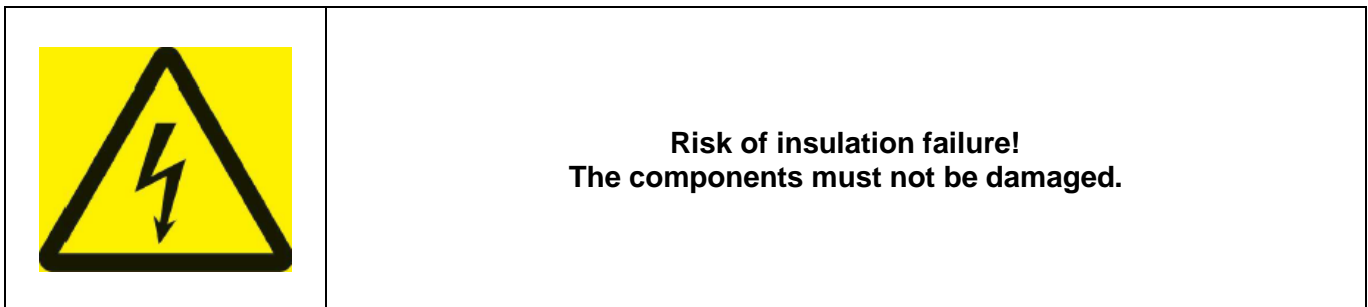 Risk of insulation failure!
The components must not be damaged.